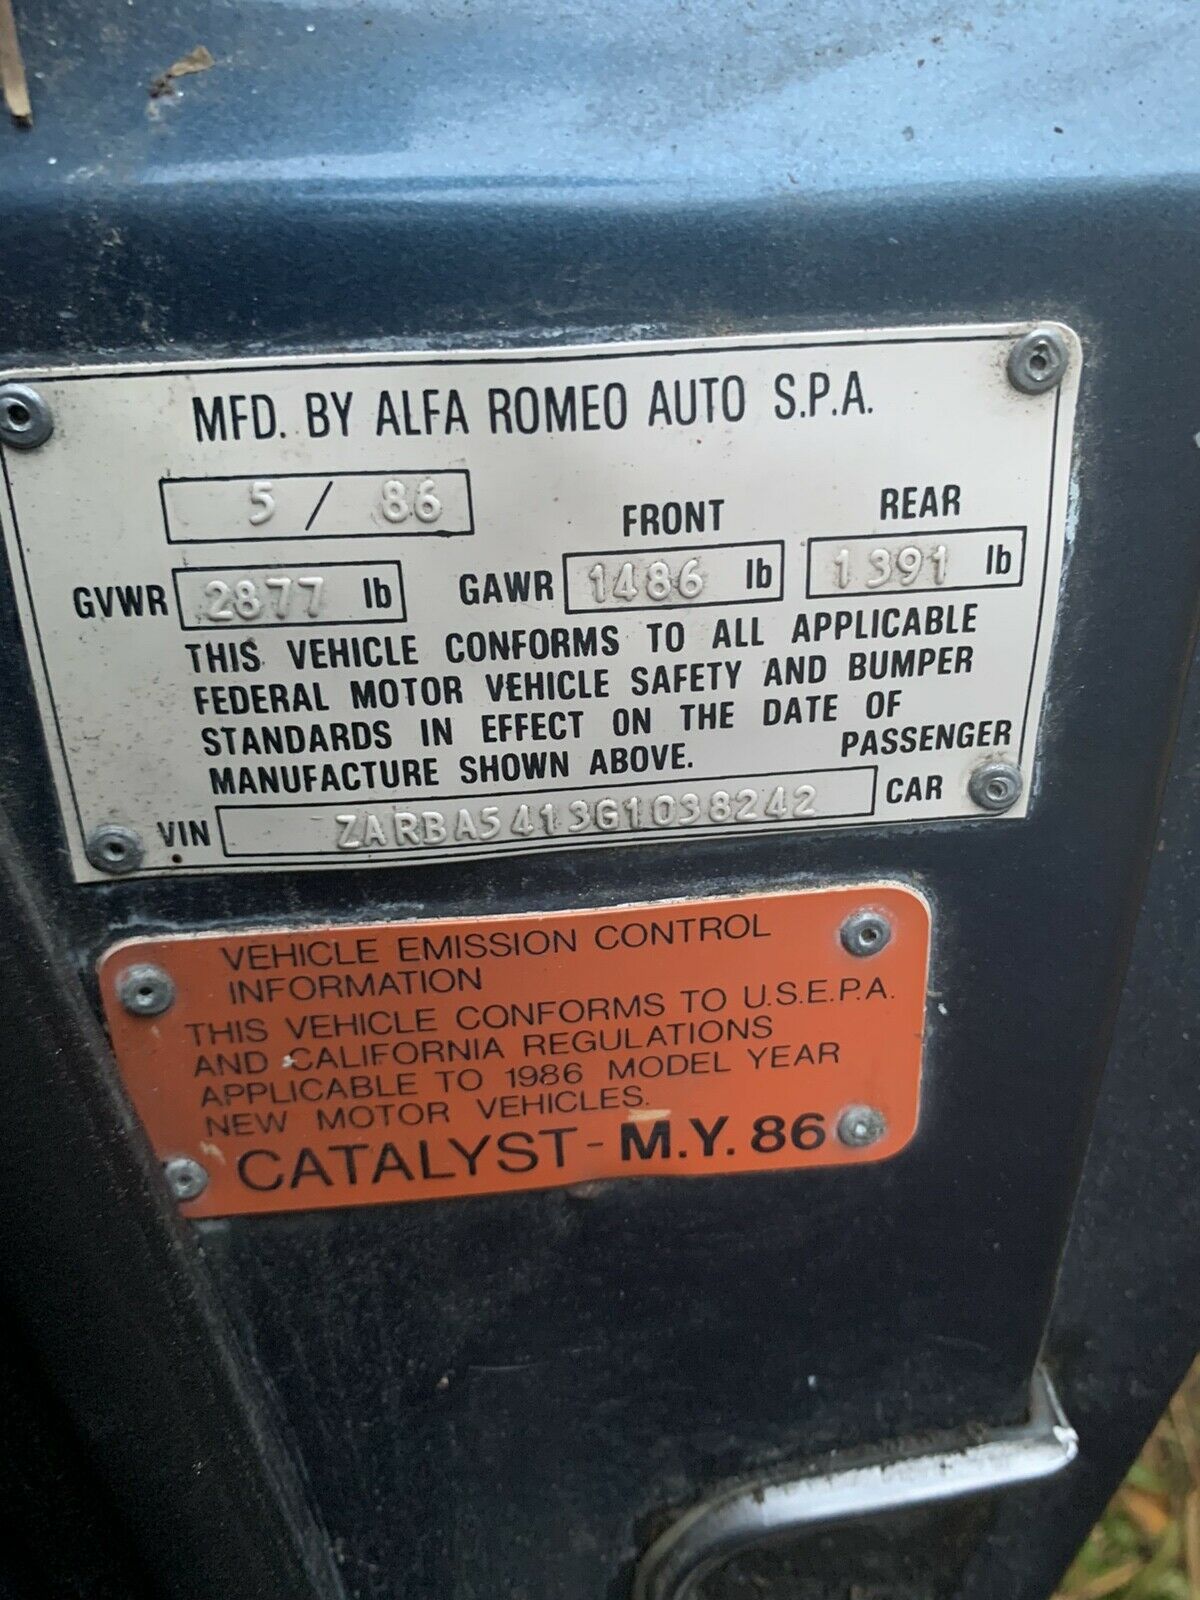 MFD. BY ALFA ROMEO AUTO S.P.A.
5 / 86
FRONT REAR
GVWR 2877 lb GAWR 1486 lb 1391 lb
THIS VEHICLE CONFORMS TO ALL APPLICABLE
FEDERAL MOTOR VEHICLE SAFETY AND BUMPER
STANDARDS IN EFFECT ON THE DATE OF
MANUFACTURE SHOWN ABOVE. PASSENGER
VIN ZARBA5413G1038242 CAR
VEHICLE EMISSION CONTROL
INFORMATION
THIS VEHICLE CONFORMS TO U.S.E.P.A.
AND CALIFORNIA REGULATIONS
APPLICABLE TO 1986 MODEL YEAR
NEW MOTOR VEHICLES.
CATALYST - M.Y. 86